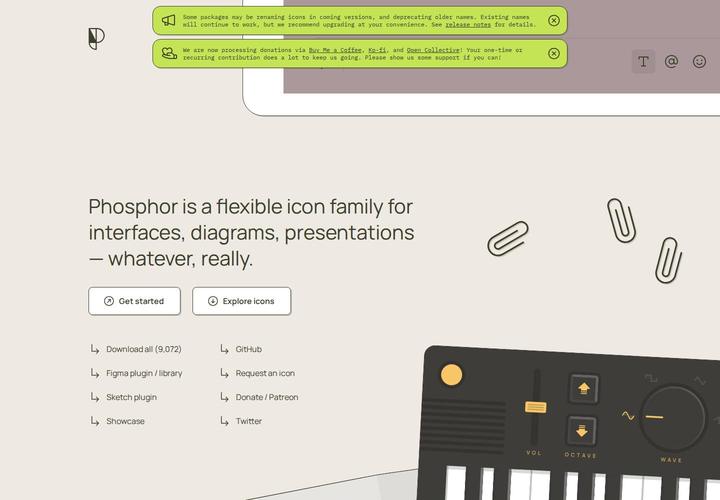 Some packages may be renaming icons in coming versions, and deprecating older names. Existing names
will continue to work, but we recommend upgrading at your convenience. See release notes for details.
We are now processing donations via Buy Me a Coffee, Ko-fi, and Open Collective! Your one-time or
recurring contribution does a lot to keep us going. Please show us some support if you can!
T @
Phosphor is a flexible icon family for
interfaces, diagrams, presentations
— whatever, really.
Get started
Explore icons
Download all (9,072)
GitHub
Figma plugin / library
Request an icon
Sketch plugin
Donate / Patreon
Showcase
Twitter
VOL
OCTAVE
WAVE